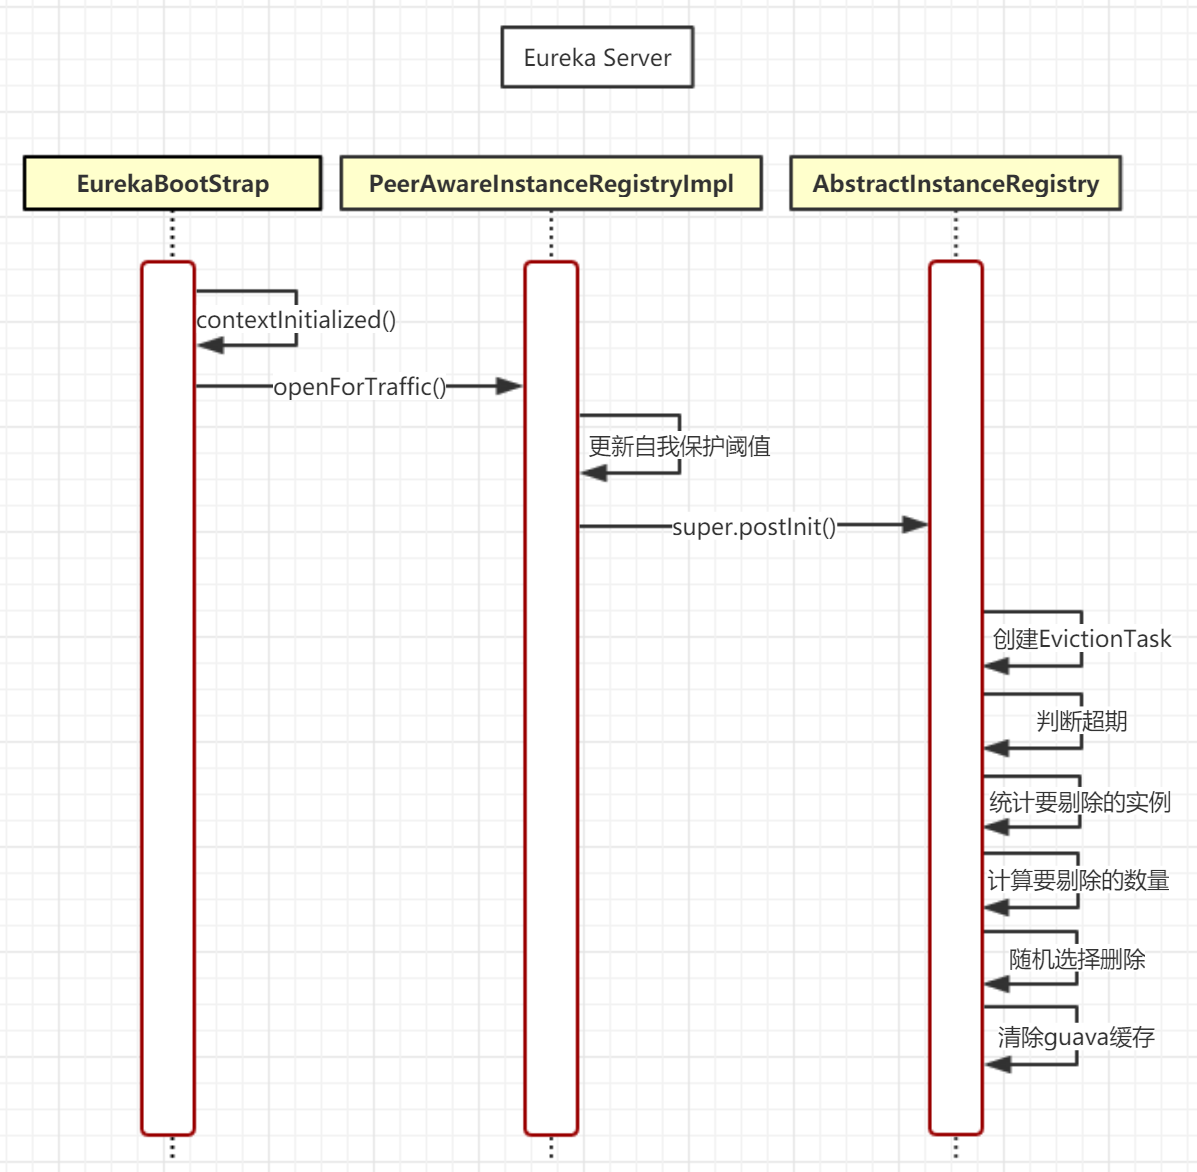 Eureka Server
EurekaBootStrap
PeerAwareInstanceRegistryImpl
AbstractInstanceRegistry
contextInitialized()
openForTraffic()
更新自我保护阈值
super.postInit()
创建EvictionTask
判断超期
统计要剔除的实例
计算要剔除的数量
随机选择删除
清除guava缓存